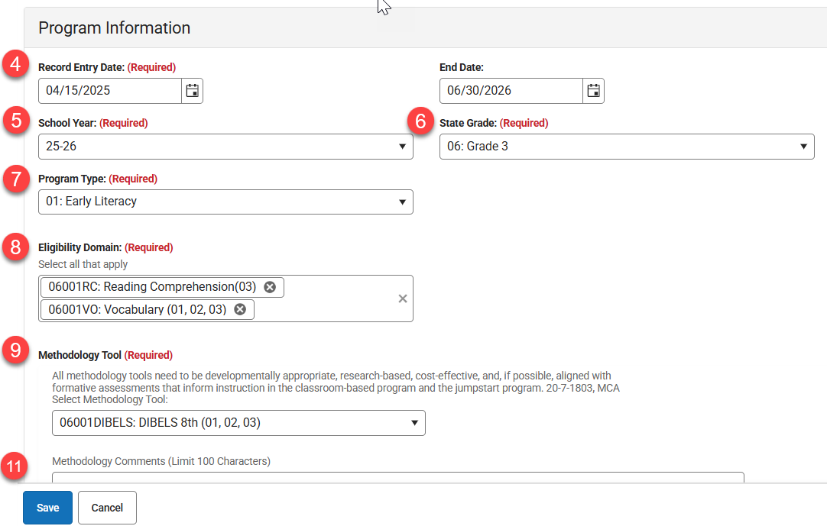 Program Information
4
Record Entry Date: (Required)
End Date:
04/15/2025
06/30/2026
5
School Year: (Required)
6
State Grade: (Required)
25-26
06: Grade 3
7
Program Type: (Required)
01: Early Literacy
8
Eligibility Domain: (Required)
Select all that apply
06001RC: Reading Comprehension(03)
06001VO: Vocabulary (01, 02, 03)
9
Methodology Tool (Required)
All methodology tools need to be developmentally appropriate, research-based, cost-effective, and, if possible, aligned with
formative assessments that inform instruction in the classroom-based program and the jumpstart program. 20-7-1803, MCA
Select Methodology Tool:
06001DIBELS: DIBELS 8th (01, 02, 03)
11
Methodology Comments (Limit 100 Characters)
Save
Cancel